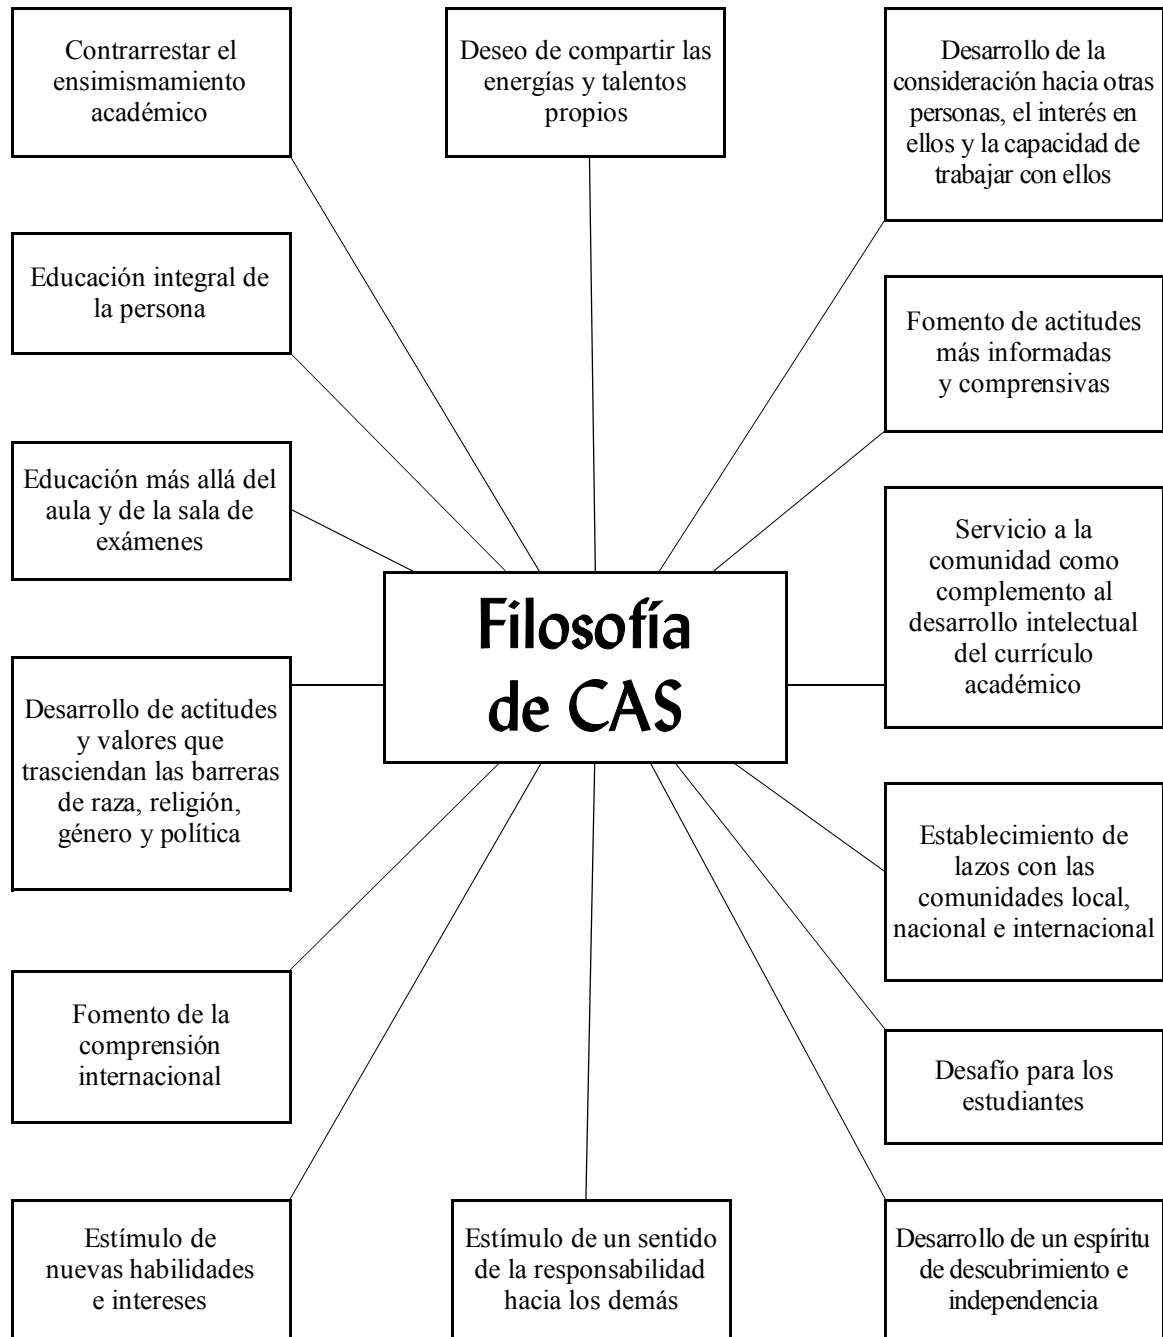 Contrarrestar el
ensimismamiento
académico
Deseo de compartir las
energías y talentos
propios
Desarrollo de la
consideración hacia otras
personas, el interés en
ellos y la capacidad de
trabajar con ellos
Educación integral de
la persona
Fomento de actitudes
más informadas
y comprensivas
Educación más allá del
aula y de la sala de
exámenes
Servicio a la
comunidad como
complemento al
desarrollo intelectual
del currículo
académico
Filosofía
de CAS
Desarrollo de actitudes
y valores que
trasciendan las barreras
de raza, religión,
género y política
Establecimiento de
lazos con las
comunidades local,
nacional e internacional
Fomento de la
comprensión
internacional
Desafío para los
estudiantes
Estímulo de
nuevas habilidades
e intereses
Estímulo de un sentido
de la responsabilidad
hacia los demás
Desarrollo de un espíritu
de descubrimiento e
independencia